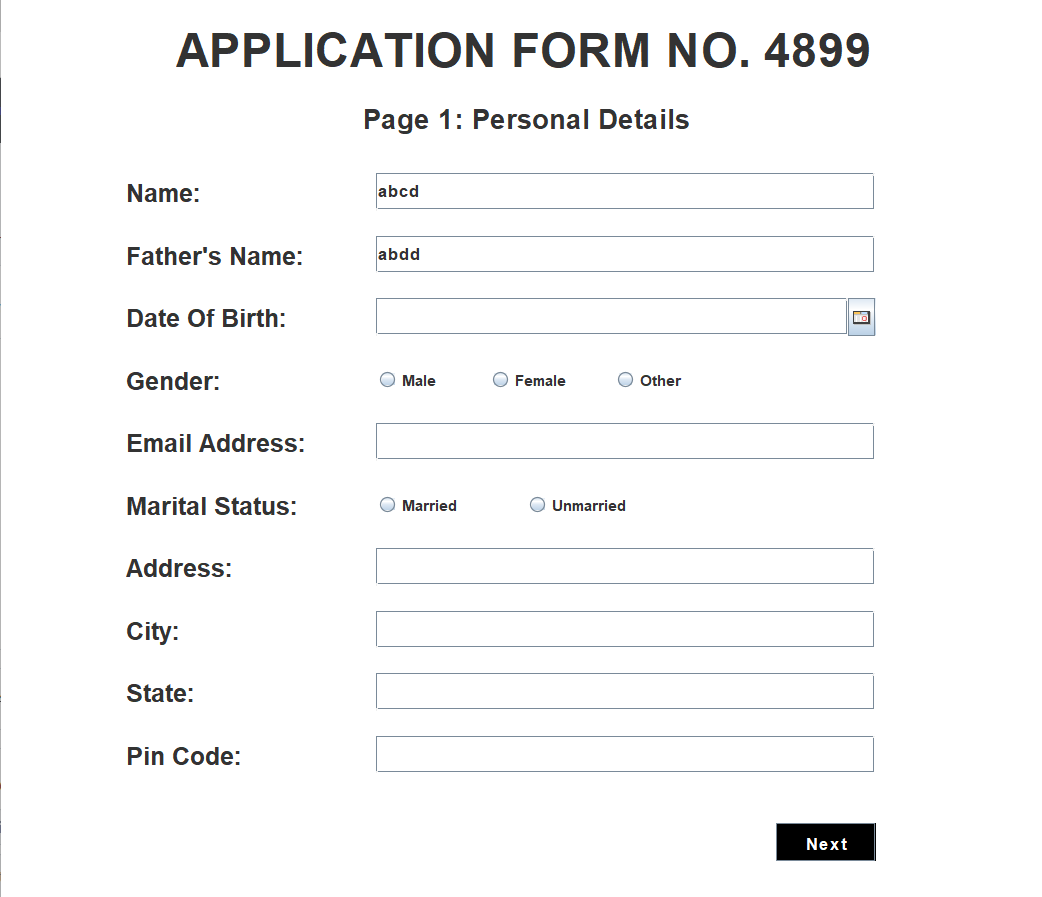 APPLICATION FORM NO. 4899
Page 1: Personal Details
Name: abcd
Father's Name: abdd
Date Of Birth:
Gender: Male Female Other
Email Address:
Marital Status: Married Unmarried
Address:
City:
State:
Pin Code:
Next